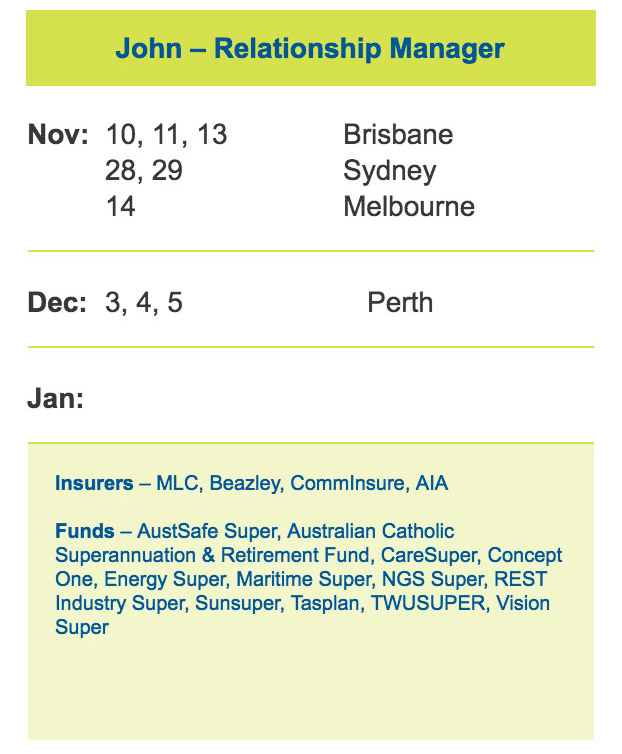 John – Relationship Manager
Nov: 10, 11, 13 Brisbane
28, 29 Sydney
14 Melbourne
Dec: 3, 4, 5 Perth
Jan:
Insurers – MLC, Beazley, CommInsure, AIA
Funds – AustSafe Super, Australian Catholic
Superannuation & Retirement Fund, CareSuper, Concept
One, Energy Super, Maritime Super, NGS Super, REST
Industry Super, Sunsuper, Tasplan, TWUSUPER, Vision
Super